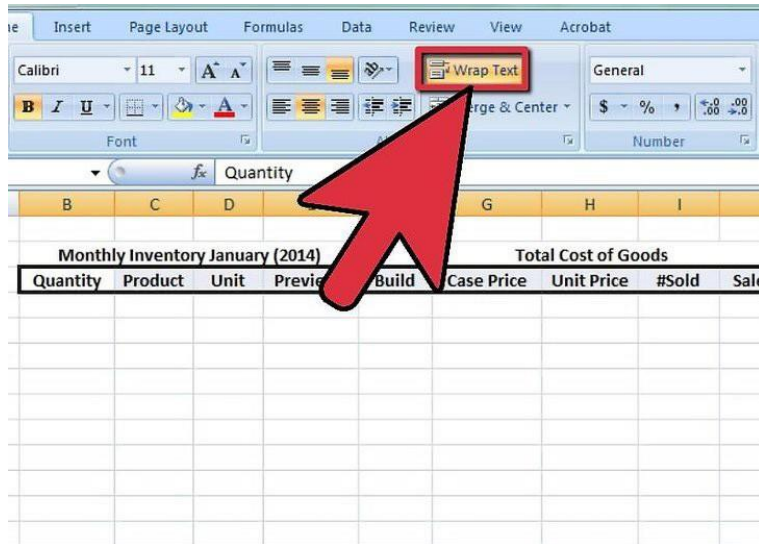 Insert Page Layout Formulas Data Review View Acrobat
Calibri 11 A A Wrap Text General
B I U A Center $ % , .00 .00
Font Number
fx Quantity
B C D G H I
Monthly Inventory January (2014) Total Cost of Goods
Quantity Product Unit Build Case Price Unit Price #Sold